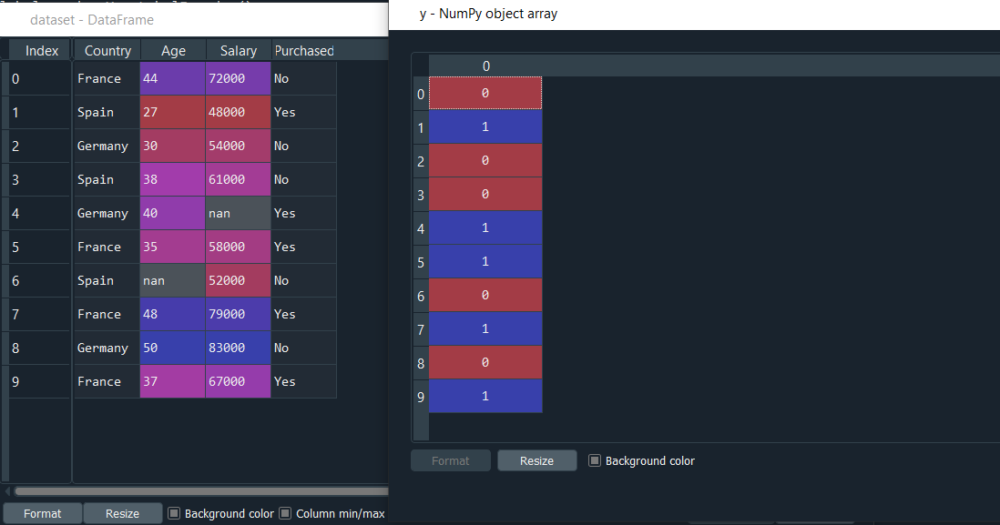 dataset - DataFrame
Index Country Age Salary Purchased
0 France 44 72000 No
1 Spain 27 48000 Yes
2 Germany 30 54000 No
3 Spain 38 61000 No
4 Germany 40 nan Yes
5 France 35 58000 Yes
6 Spain nan 52000 No
7 France 48 79000 Yes
8 Germany 50 83000 No
9 France 37 67000 Yes
Format Resize Background color Column min/max
y - NumPy object array
0
0 0
1 1
2 0
3 0
4 1
5 1
6 0
7 1
8 0
9 1
Format Resize Background color